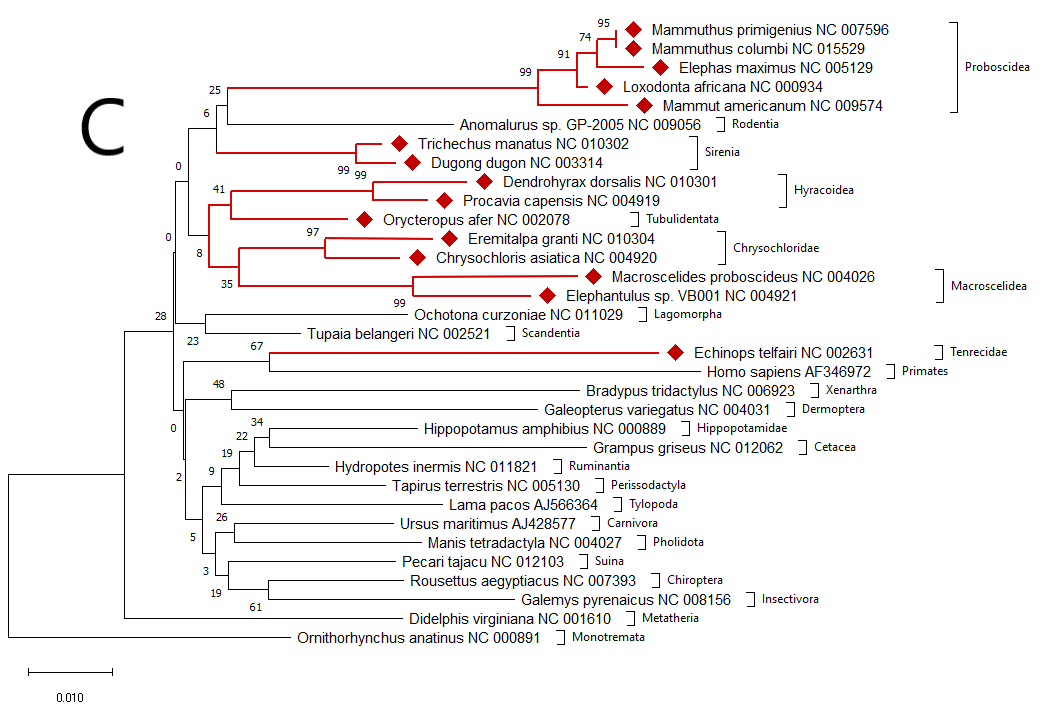 C
95
Mammuthus primigenius NC 007596
74
Mammuthus columbi NC 015529
91
Elephas maximus NC 005129
Proboscidea
99
Loxodonta africana NC 000934
25
Mammut americanum NC 009574
6
Anomalurus sp. GP-2005 NC 009056 Rodentia
Trichechus manatus NC 010302
Sirenia
0
Dugong dugon NC 003314
99 99
Dendrohyrax dorsalis NC 010301
41
Hyracoidea
Procavia capensis NC 004919
Orycteropus afer NC 002078 Tubulidentata
97
Eremitalpa granti NC 010304
0
Chrysochloridae
8
Chrysochloris asiatica NC 004920
Macroscelides proboscideus NC 004026
35
Macroscelidea
Elephantulus sp. VB001 NC 004921
99
28
Ochotona curzoniae NC 011029 Lagomorpha
Tupaia belangeri NC 002521 Scandentia
23
67
Echinops telfairi NC 002631 Tenrecidae
Homo sapiens AF346972 Primates
48
Bradypus tridactylus NC 006923 Xenarthra
Galeopterus variegatus NC 004031 Dermoptera
0
34
Hippopotamus amphibius NC 000889 Hippopotamidae
22
Grampus griseus NC 012062 Cetacea
19
Hydropotes inermis NC 011821 Ruminantia
9
2
Tapirus terrestris NC 005130 Perissodactyla
Lama pacos AJ566364 Tylopoda
26
Ursus maritimus AJ428577 Carnivora
5
Manis tetradactyla NC 004027 Pholidota
Pecari tajacu NC 012103 Suina
3
Rousettus aegyptiacus NC 007393 Chiroptera
19
Galemys pyrenaicus NC 008156 Insectivora
61
Didelphis virginiana NC 001610 Metatheria
Ornithorhynchus anatinus NC 000891 Monotremata
0.010